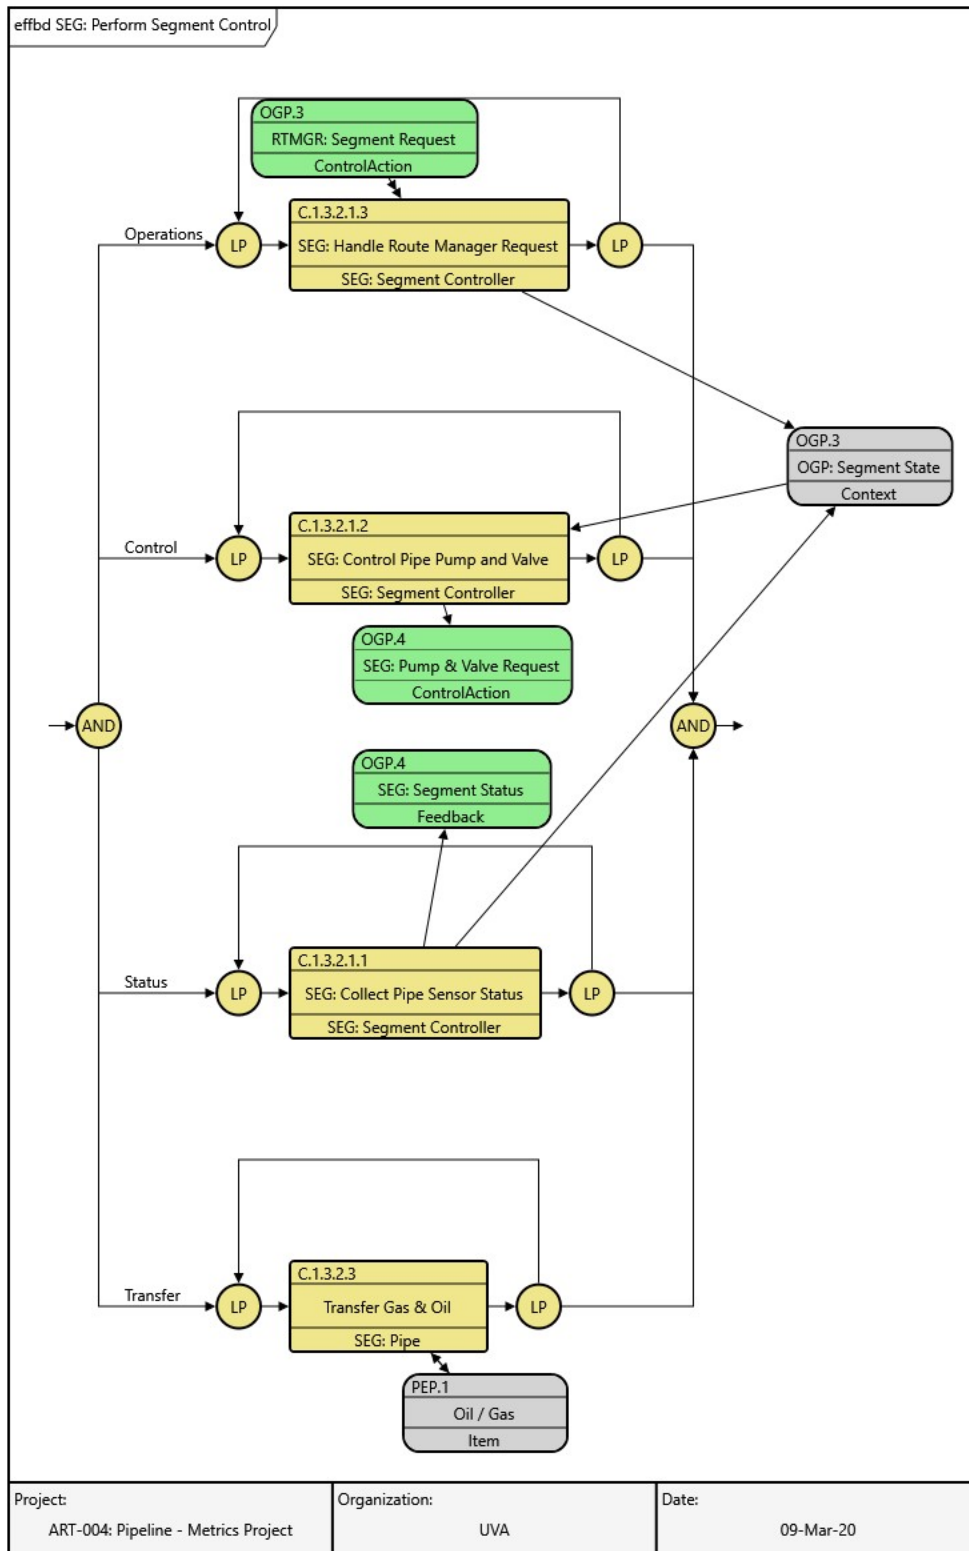 effbd SEG: Perform Segment Control
OGP.3
RTMGR: Segment Request
ControlAction
C.1.3.2.1.3
Operations
LP
SEG: Handle Route Manager Request
LP
SEG: Segment Controller
OGP.3
OGP: Segment State
Context
C.1.3.2.1.2
Control
LP
SEG: Control Pipe Pump and Valve
LP
SEG: Segment Controller
OGP.4
SEG: Pump & Valve Request
ControlAction
AND
AND
OGP.4
SEG: Segment Status
Feedback
C.1.3.2.1.1
Status
LP
SEG: Collect Pipe Sensor Status
LP
SEG: Segment Controller
C.1.3.2.3
Transfer
LP
Transfer Gas & Oil
LP
SEG: Pipe
PEP.1
Oil / Gas
Item
Project:
ART-004: Pipeline - Metrics Project
Organization:
UVA
Date:
09-Mar-20